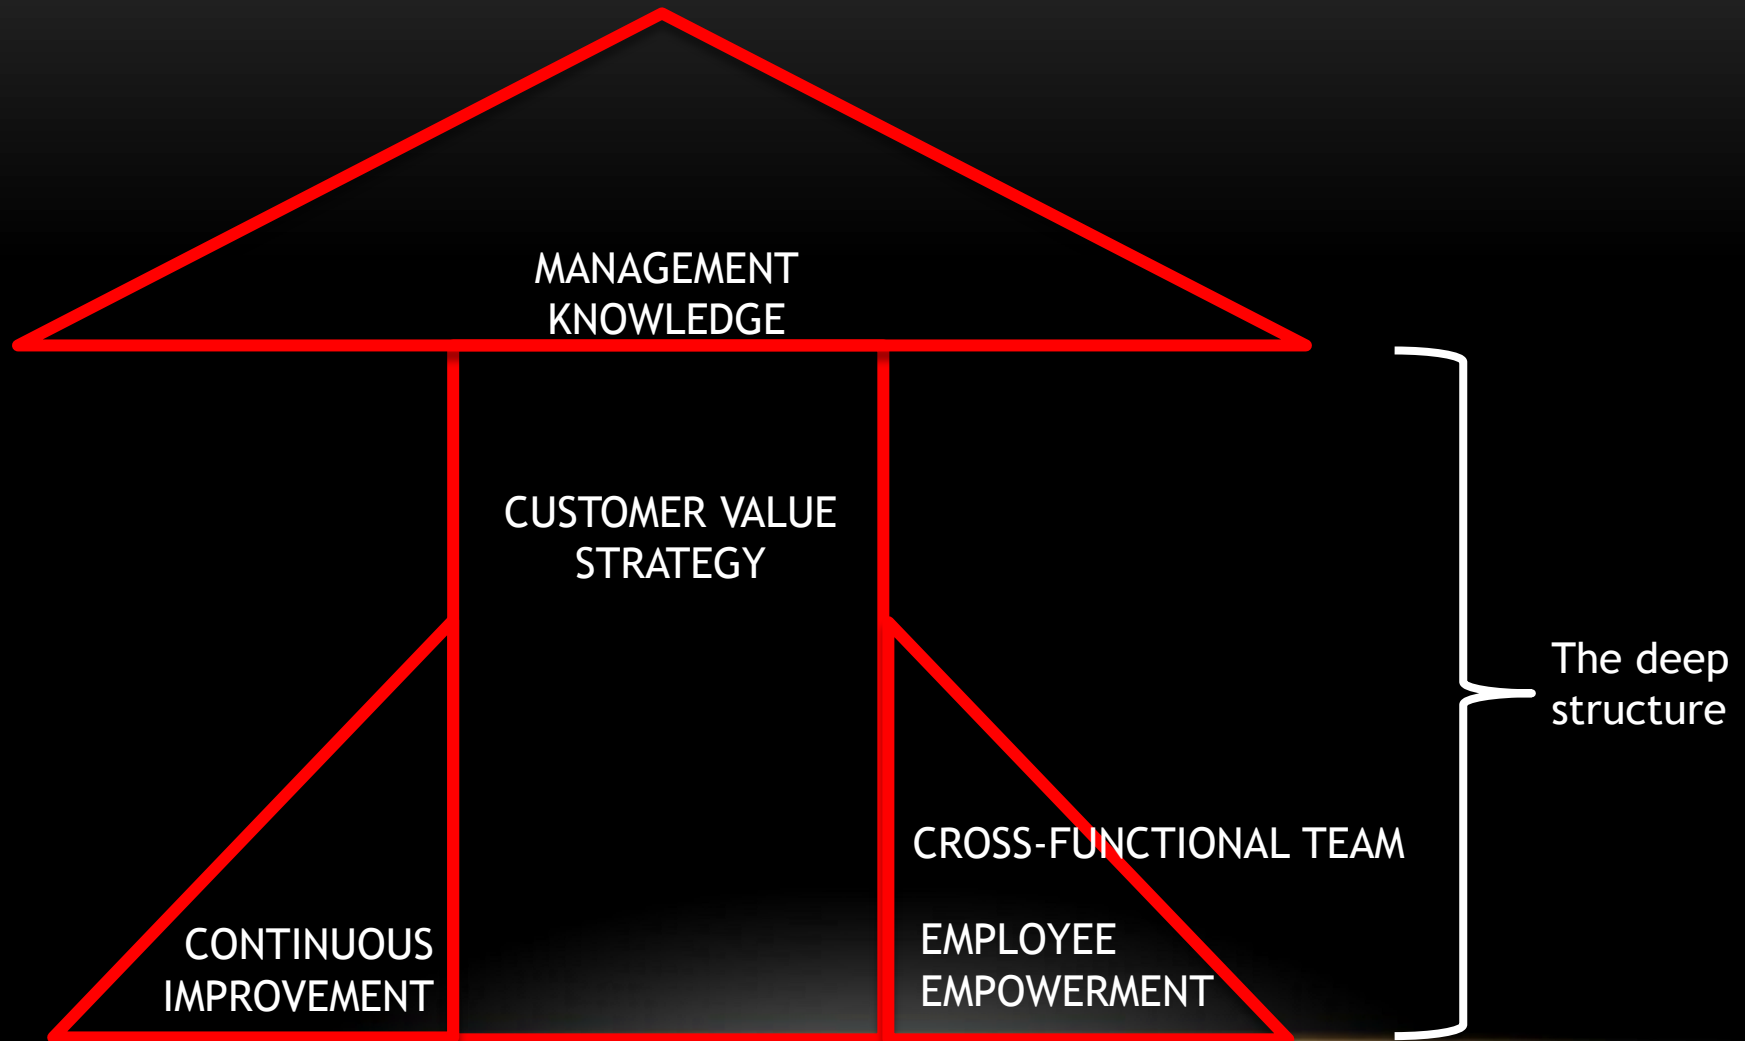 MANAGEMENT
KNOWLEDGE
CUSTOMER VALUE
STRATEGY
The deep
structure
CROSS-FUNCTIONAL TEAM
CONTINUOUS
IMPROVEMENT
EMPLOYEE
EMPOWERMENT